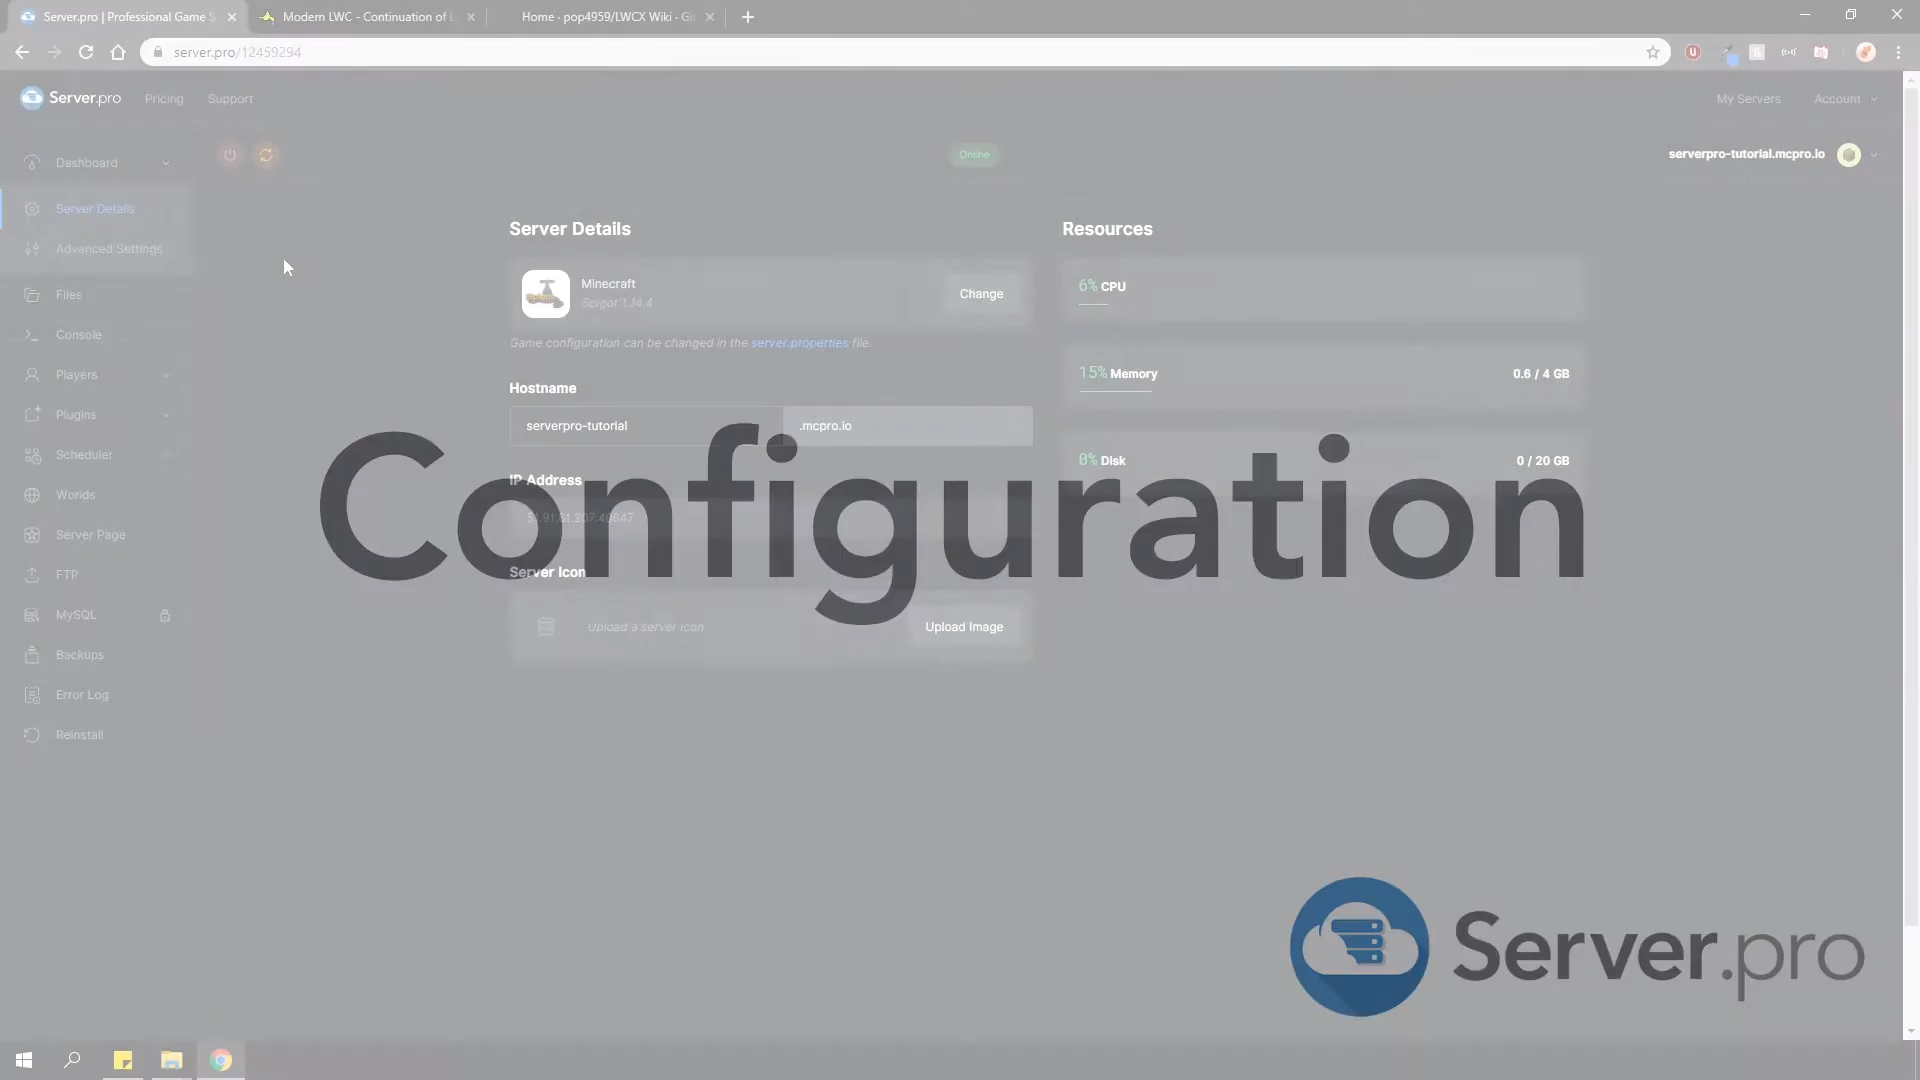 Server.pro | Professional Game S
Modern LWC - Continuation of L
Home · pop4959/LWCX Wiki · Git
server.pro/12459294
Server.pro
Pricing
Support
My Servers
Account
Dashboard
Online
serverpro-tutorial.mcpro.io
Server Details
Advanced Settings
Files
Console
Players
Plugins
Scheduler
Worlds
Server Page
FTP
MySQL
Backups
Error Log
Reinstall
Server Details
Minecraft
Spigot 1.14.4
Change
Game configuration can be changed in the server.properties file.
Hostname
serverpro-tutorial
.mcpro.io
IP Address
Server Icon
Upload a server icon
Upload Image
Resources
6% CPU
15% Memory
0.6 / 4 GB
0% Disk
0 / 20 GB
Configuration
Server.pro